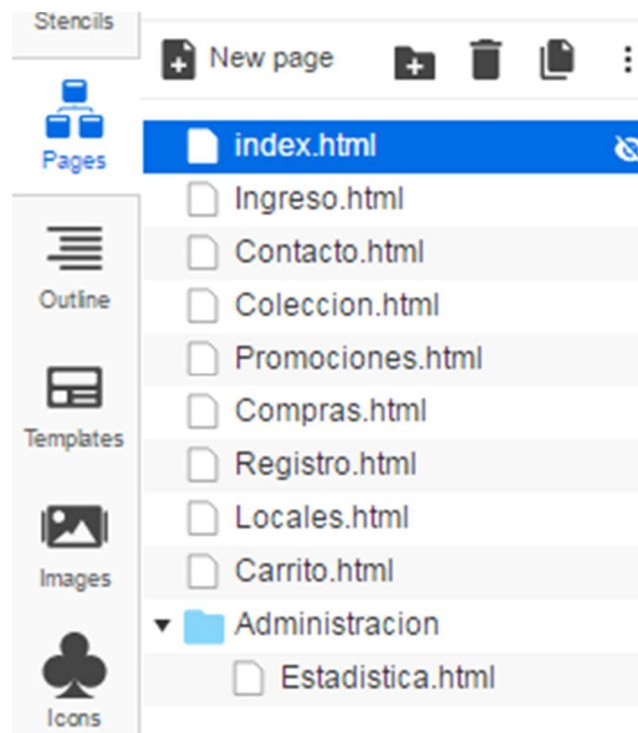 Stencils
Pages
Outline
Templates
Images
Icons
New page
index.html
Ingreso.html
Contacto.html
Coleccion.html
Promociones.html
Compras.html
Registro.html
Locales.html
Carrito.html
Administracion
Estadistica.html